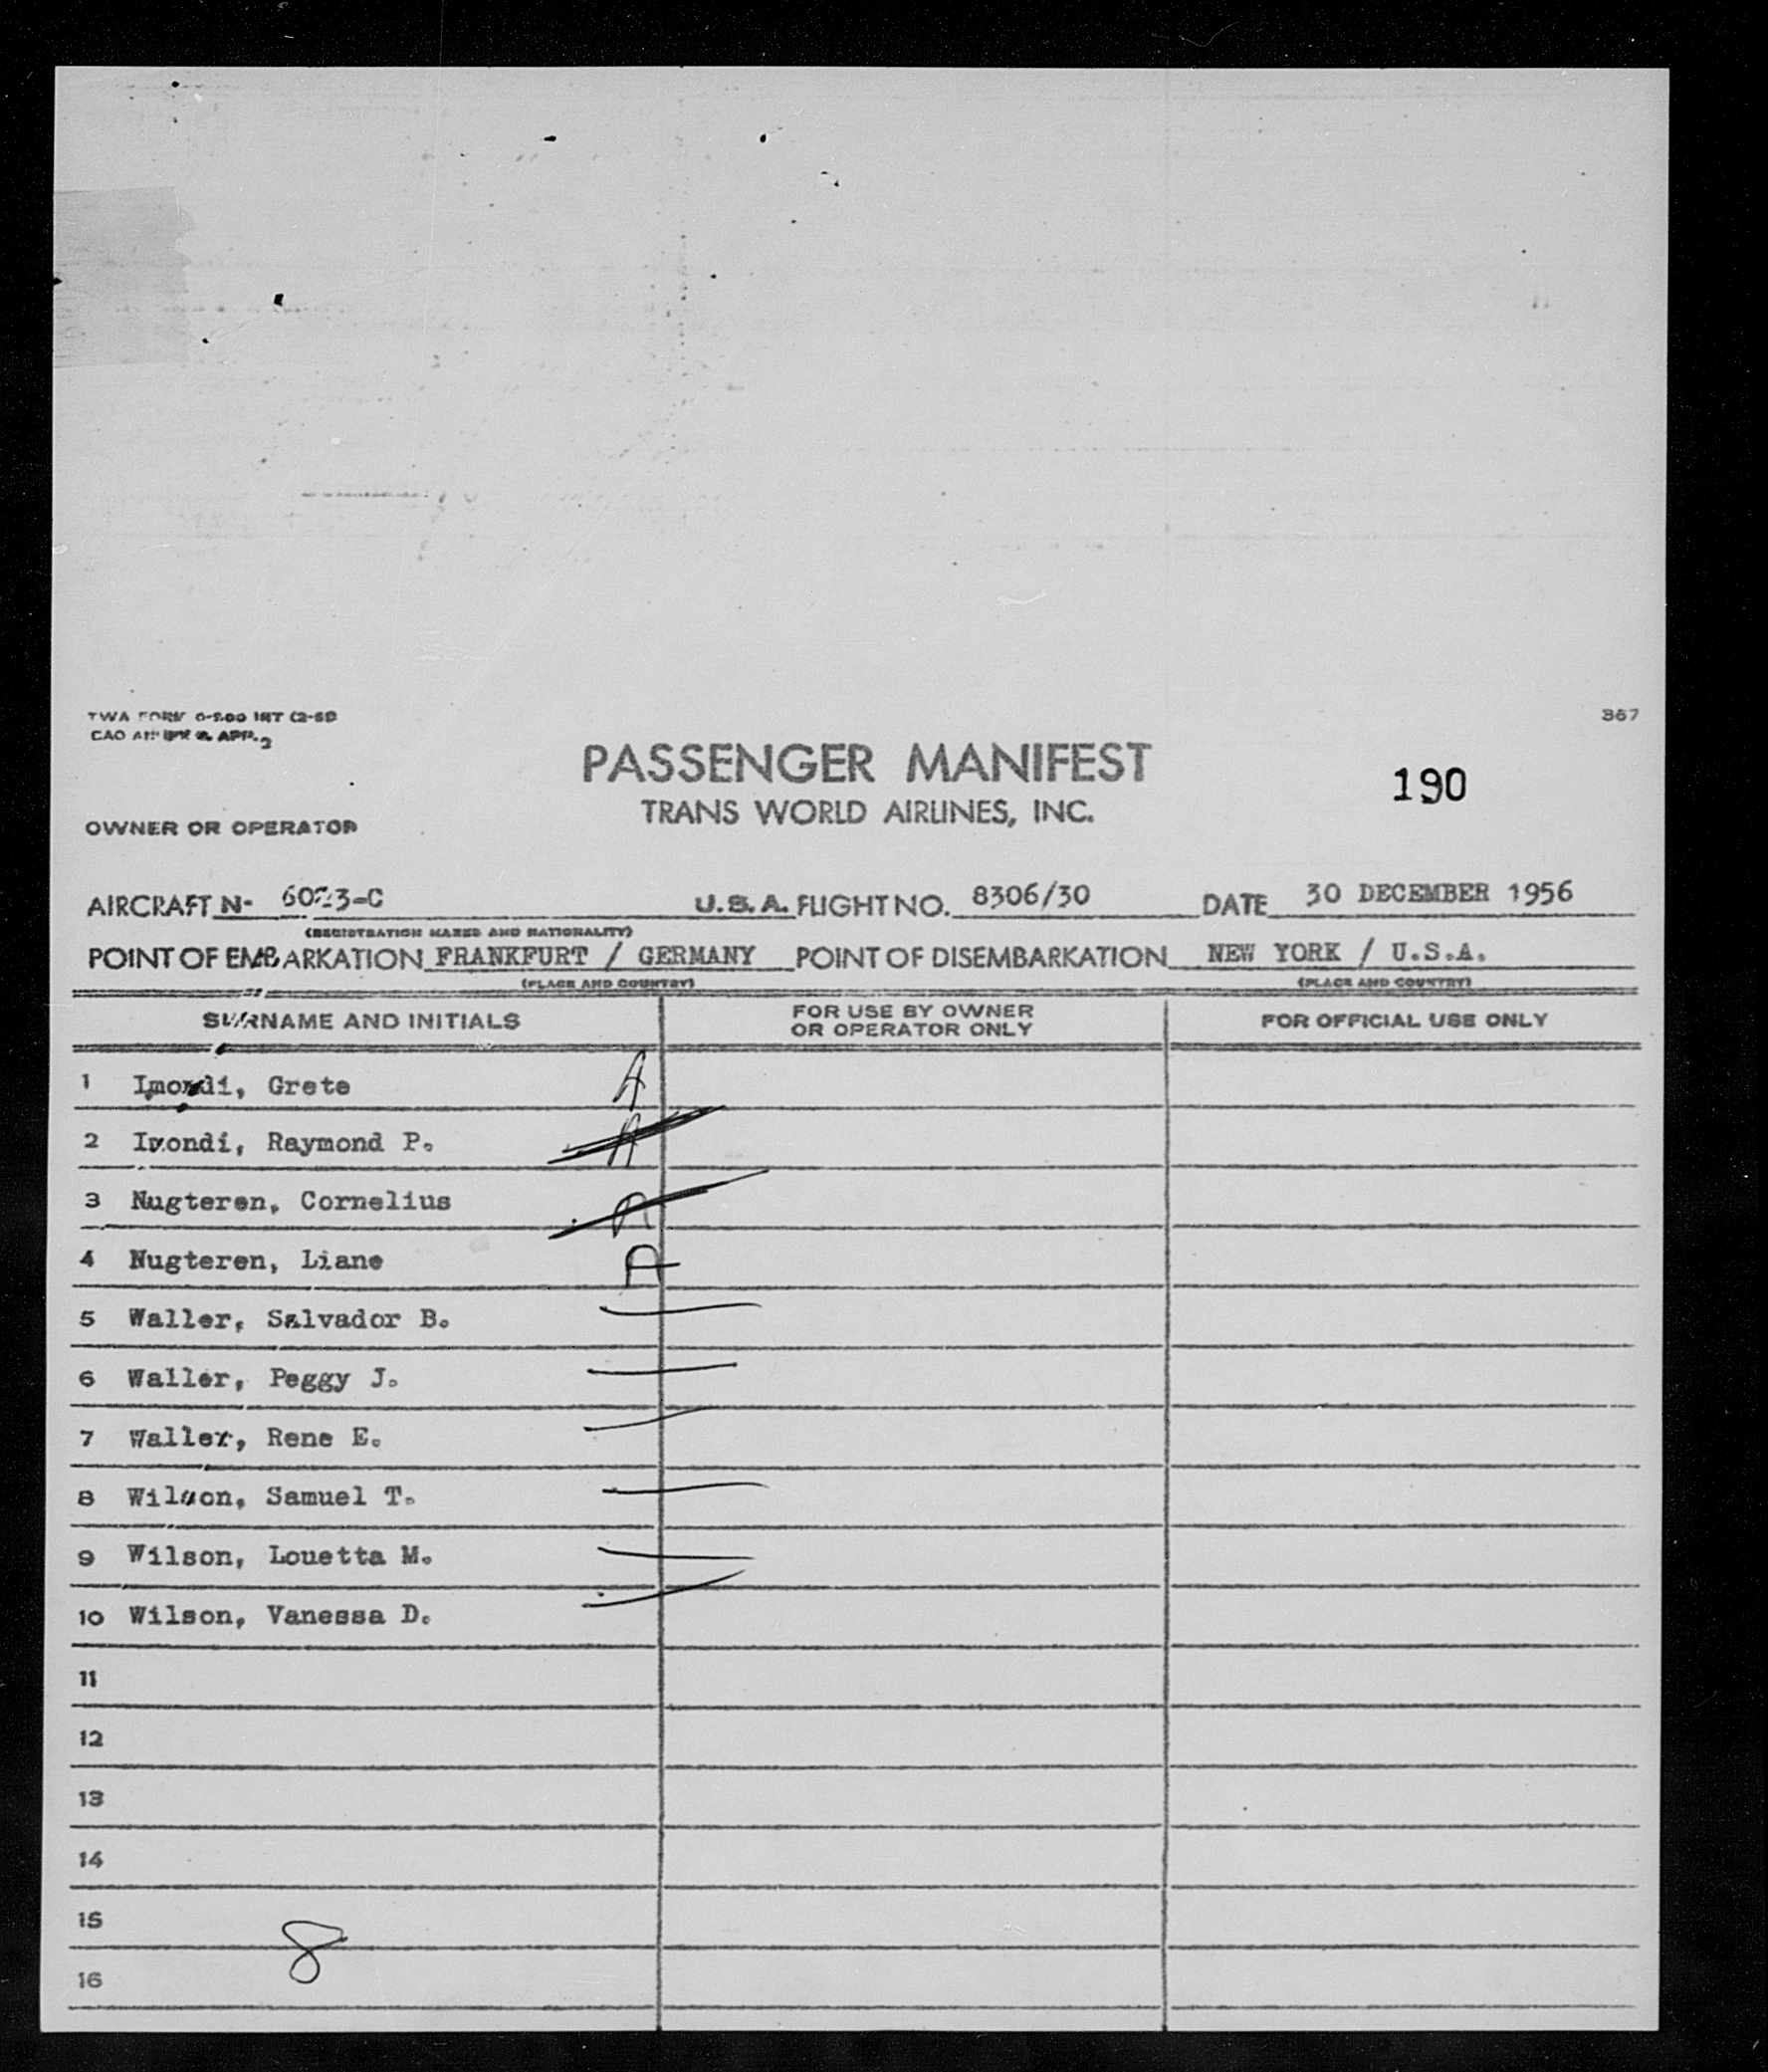 TWA FORM
367
PASSENGER MANIFEST
190
TRANS WORLD AIRLINES, INC.
OWNER OR OPERATOR
AIRCRAFT N- U.S.A. FLIGHT NO. 8306/30 DATE 30 DECEMBER 1956
(REGISTRATION MARKS AND NATIONALITY)
POINT OF EMBARKATION FRANKFURT / GERMANY POINT OF DISEMBARKATION NEW YORK / U.S.A.
(PLACE AND COUNTRY) (PLACE AND COUNTRY)
SURNAME AND INITIALS FOR USE BY OWNER OR OPERATOR ONLY FOR OFFICIAL USE ONLY
1 Imondi, Grete A
2 Imondi, Raymond P. A
3 Nugteren, Cornelius A
4 Nugteren, Liane A
5 Waller, Salvador B.
6 Waller, Peggy J.
7 Waller, Rene E.
8 Wilson, Samuel T.
9 Wilson, Louetta M.
10 Wilson, Vanessa D.
11
12
13
14
15
8
16